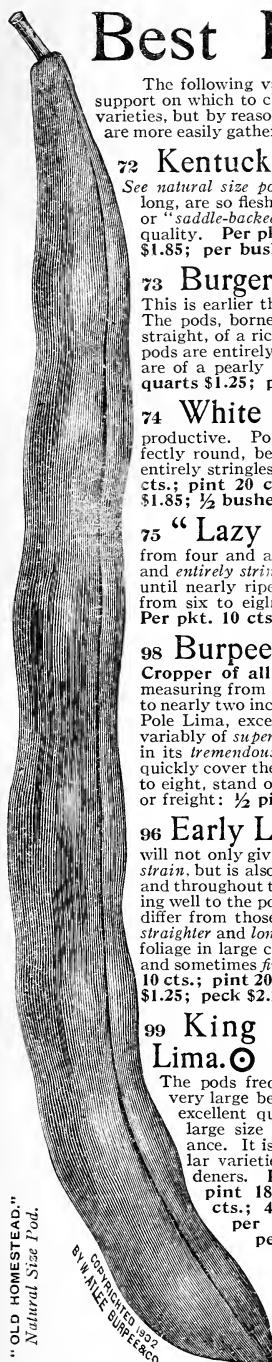 Best
The following v
support on which to c
varieties, but by reaso
are more easily gather
72 Kentuck
See natural size po
long, are so flesh
or "saddle-backe
quality. Per pk
$1.85; per bus
73 Burger
This is earlier th
The pods, borne
straight, of a ric
pods are entirely
are of a pearly
quarts $1.25; p
74 White
productive. Po
fectly round, be
entirely stringles
cts.; pint 20 c
$1.85; ½ bushe
75 "Lazy
from four and a
and entirely strin
until nearly ripe
from six to eigh
Per pkt. 10 cts
98 Burpee
Cropper of all
measuring from
to nearly two inc
Pole Lima, exce
variably of super
in its tremendou
quickly cover the
to eight, stand o
or freight: ½ pi
96 Early L
will not only giv
strain, but is also
and throughout t
ing well to the po
differ from those
straighter and lon
foliage in large c
and sometimes fi
10 cts.; pint 20
$1.25; peck $2.
99 King
Lima.
The pods freq
very large be
excellent qu
large size
ance. It is
lar varieti
deners. P
pint 18
cts.; 4
per
pe
"OLD HOMESTEAD."
Natural Size Pod.
COPYRIGHTED 1902
BY W. ATLEE BURPEE & CO.